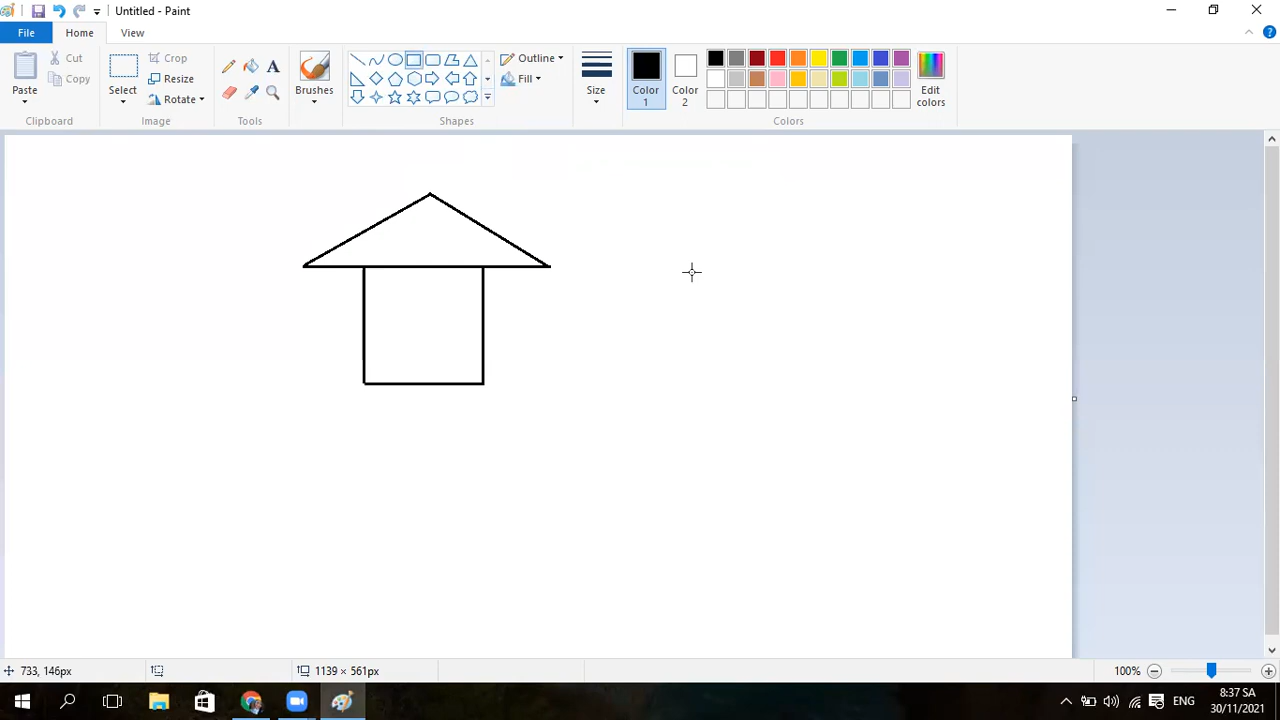 Untitled - Paint
File Home View
Paste
Cut
Copy
Clipboard
Select
Crop
Resize
Rotate
Image
A
Tools
Brushes
Outline
Fill
Shapes
Size
Color 1
Color 2
Edit colors
Colors
733, 146px
1139 × 561px
100%
ENG
8:37 SA
30/11/2021